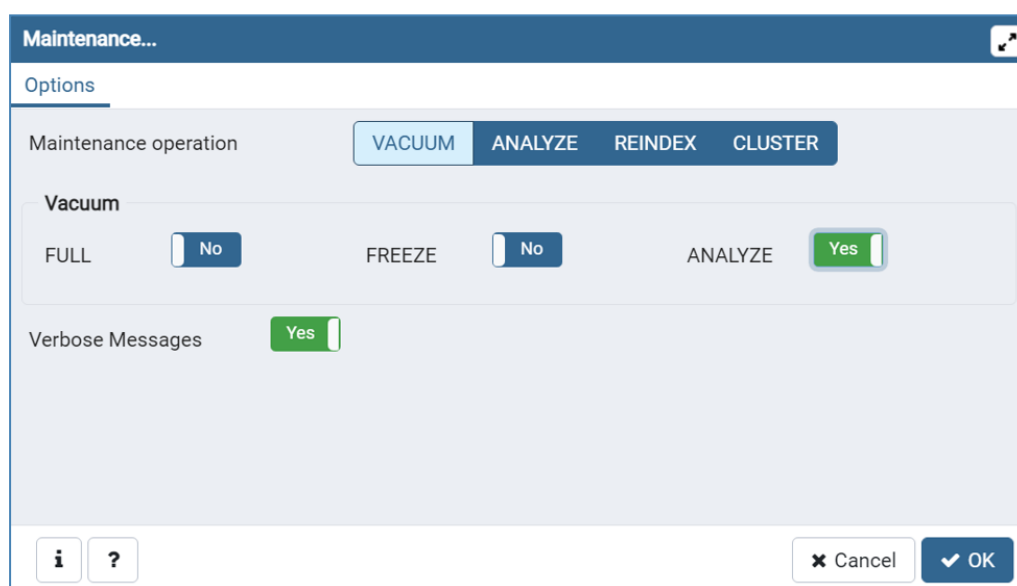 Maintenance...
Options
Maintenance operation VACUUM ANALYZE REINDEX CLUSTER
Vacuum
FULL No FREEZE No ANALYZE Yes
Verbose Messages Yes
i ? Cancel OK